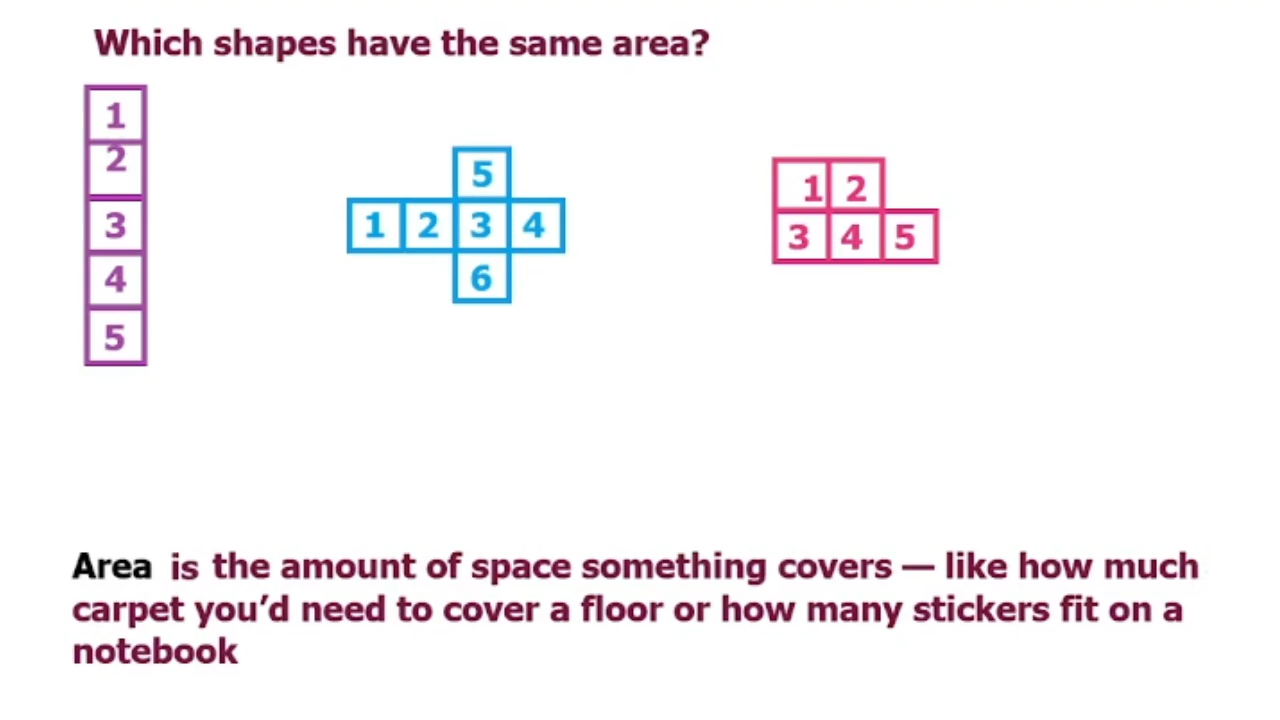 Which shapes have the same area?
1
2
3
4
5
5
1 2 3 4
6
1 2
3 4 5
Area is the amount of space something covers — like how much
carpet you’d need to cover a floor or how many stickers fit on a
notebook